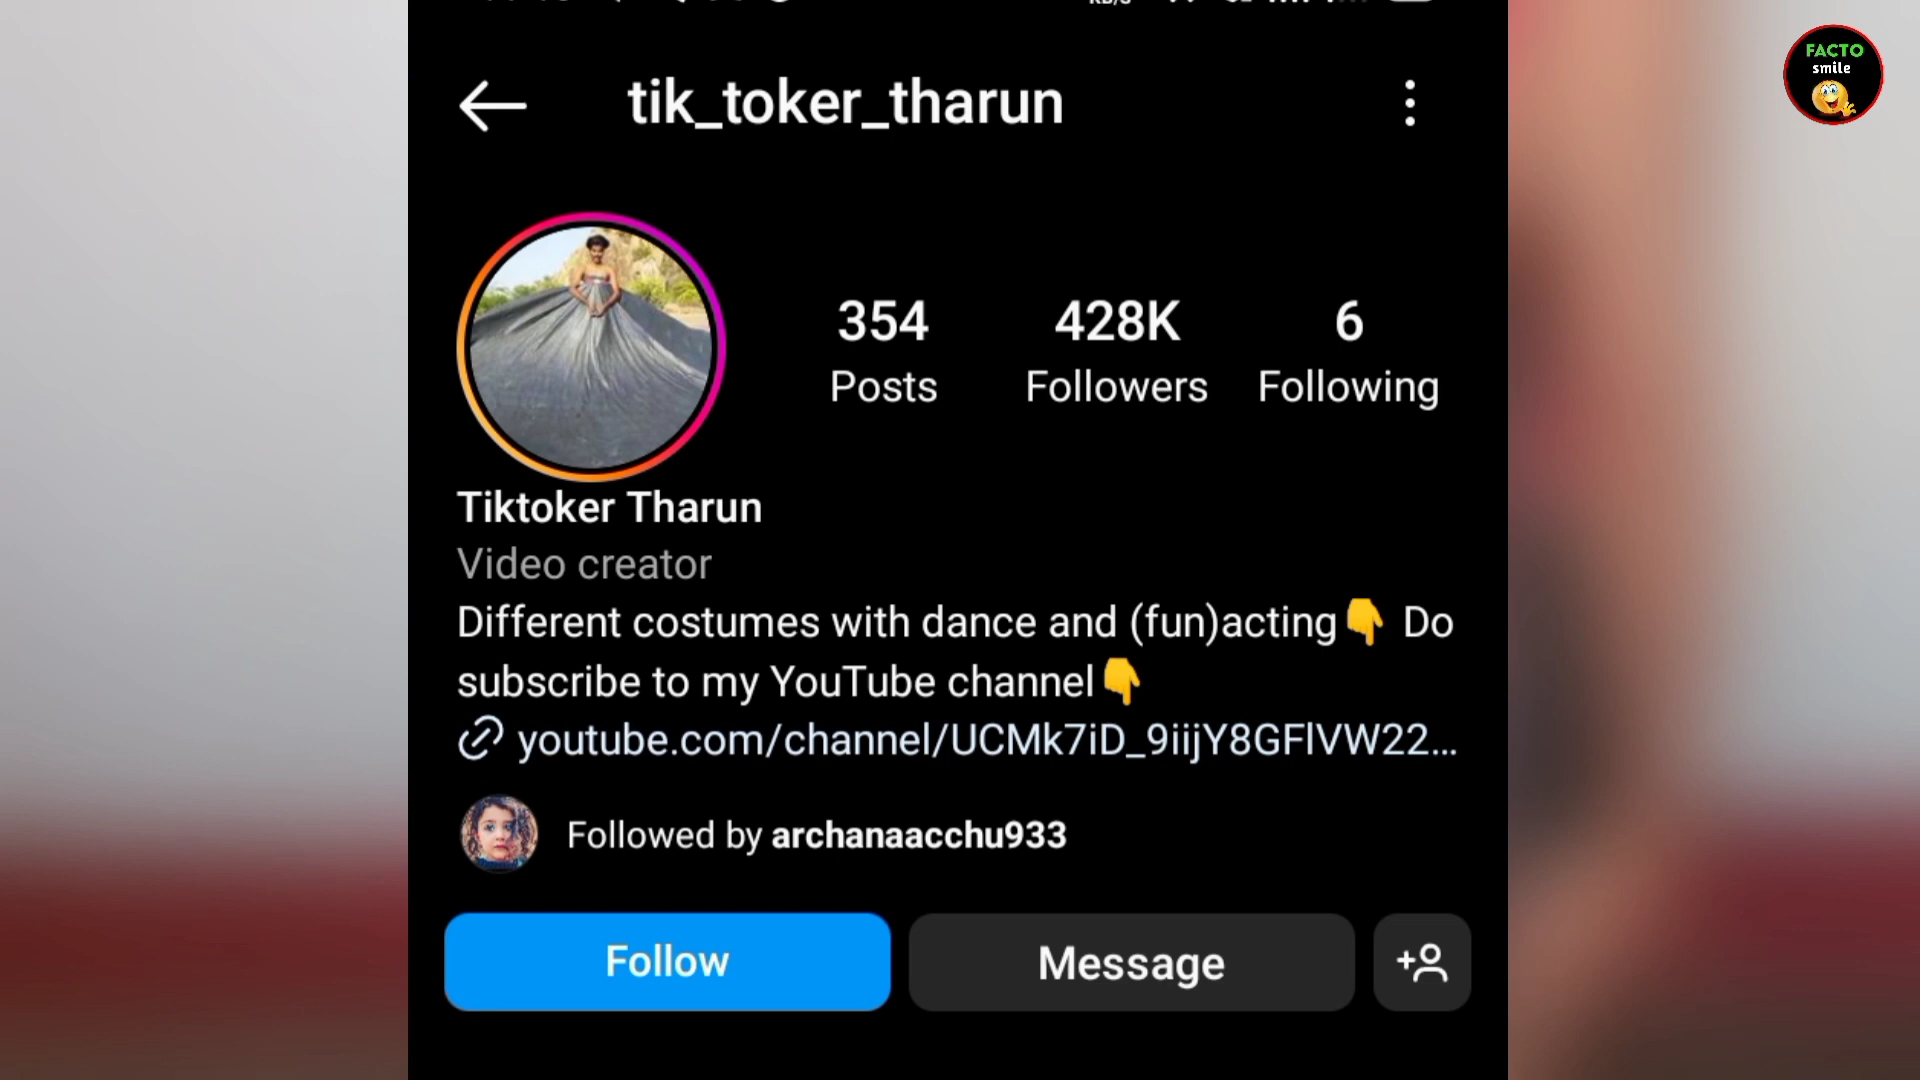 tik_toker_tharun
354
428K
6
Posts
Followers
Following
Tiktoker Tharun
Video creator
Different costumes with dance and (fun)acting👇 Do
subscribe to my YouTube channel👇
youtube.com/channel/UCMk7iD_9iijY8GFlVW22...
Followed by archanaacchu933
Follow
Message
FACTO
smile